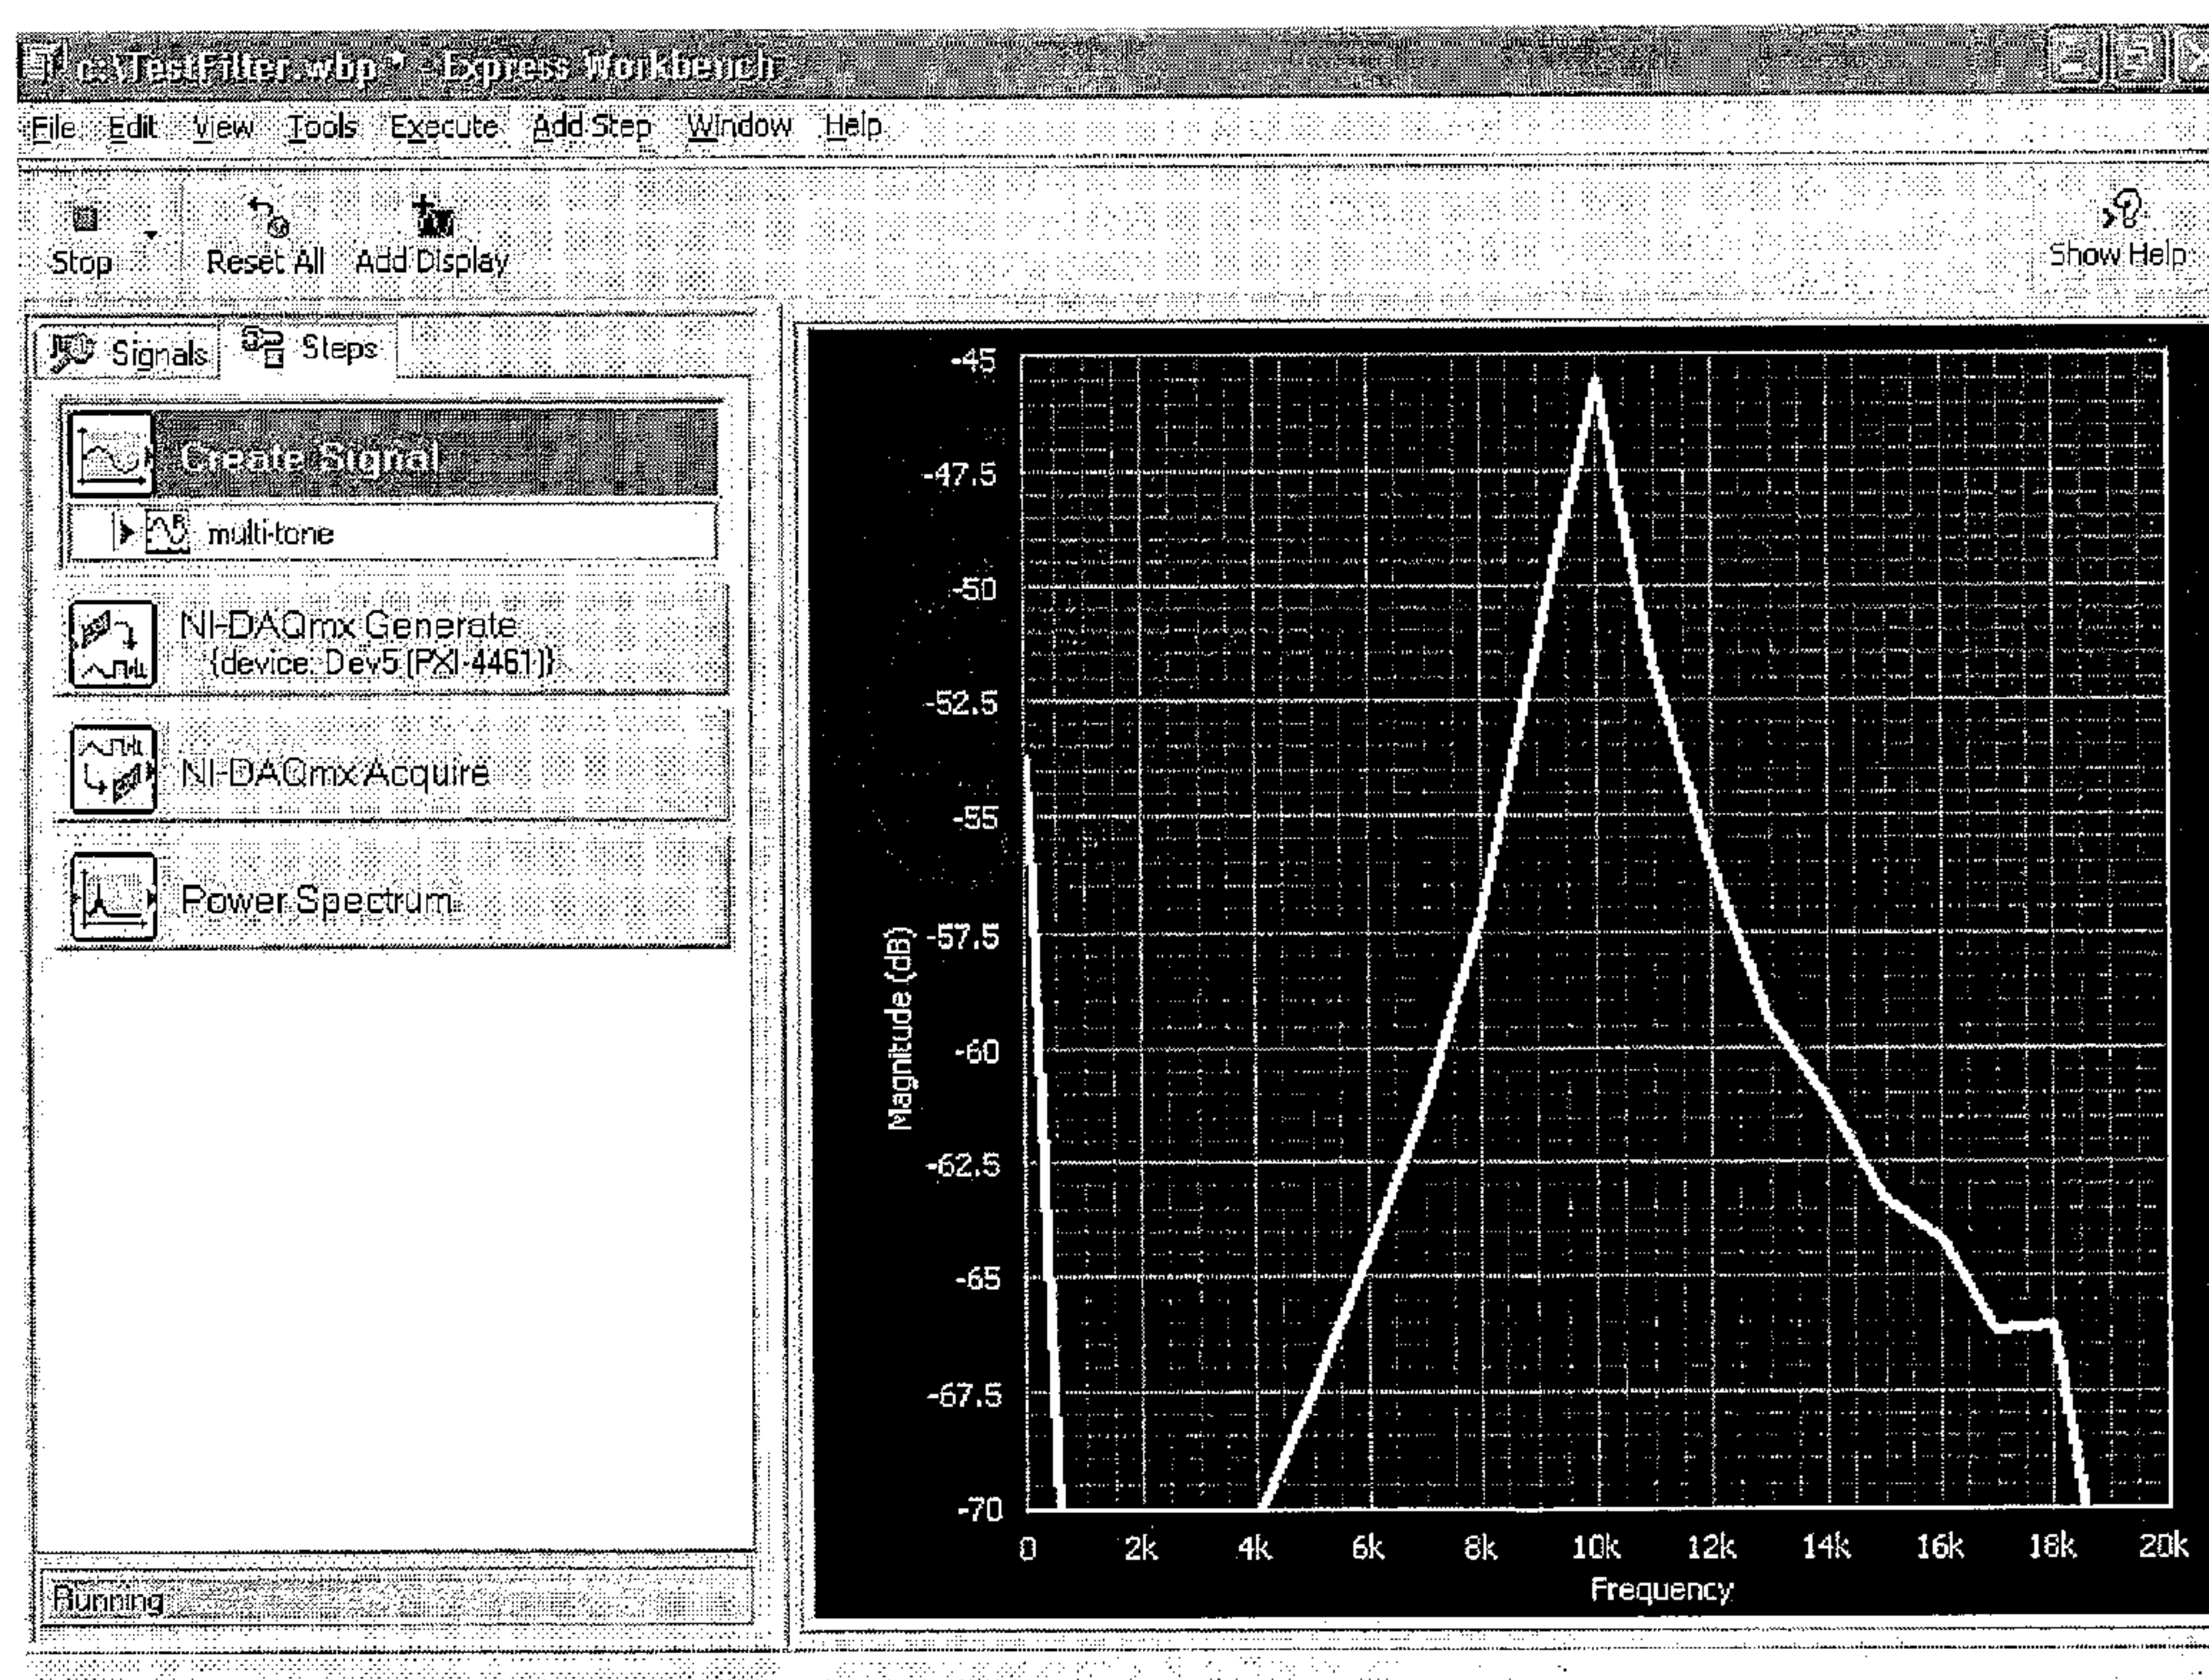 c:\TestFilter.wbp * - Express Workbench
File Edit View Tools Execute Add Step Window Help
Stop Reset All Add Display Show Help
Signals Steps
Create Signal
multi-tone
NI-DAQmx Generate
{device: Dev5 (PXI-4461)}
NI-DAQmx Acquire
Power Spectrum
Running
-45
-47.5
-50
-52.5
-55
-57.5
-60
-62.5
-65
-67.5
-70
Magnitude (dB)
0 2k 4k 6k 8k 10k 12k 14k 16k 18k 20k
Frequency